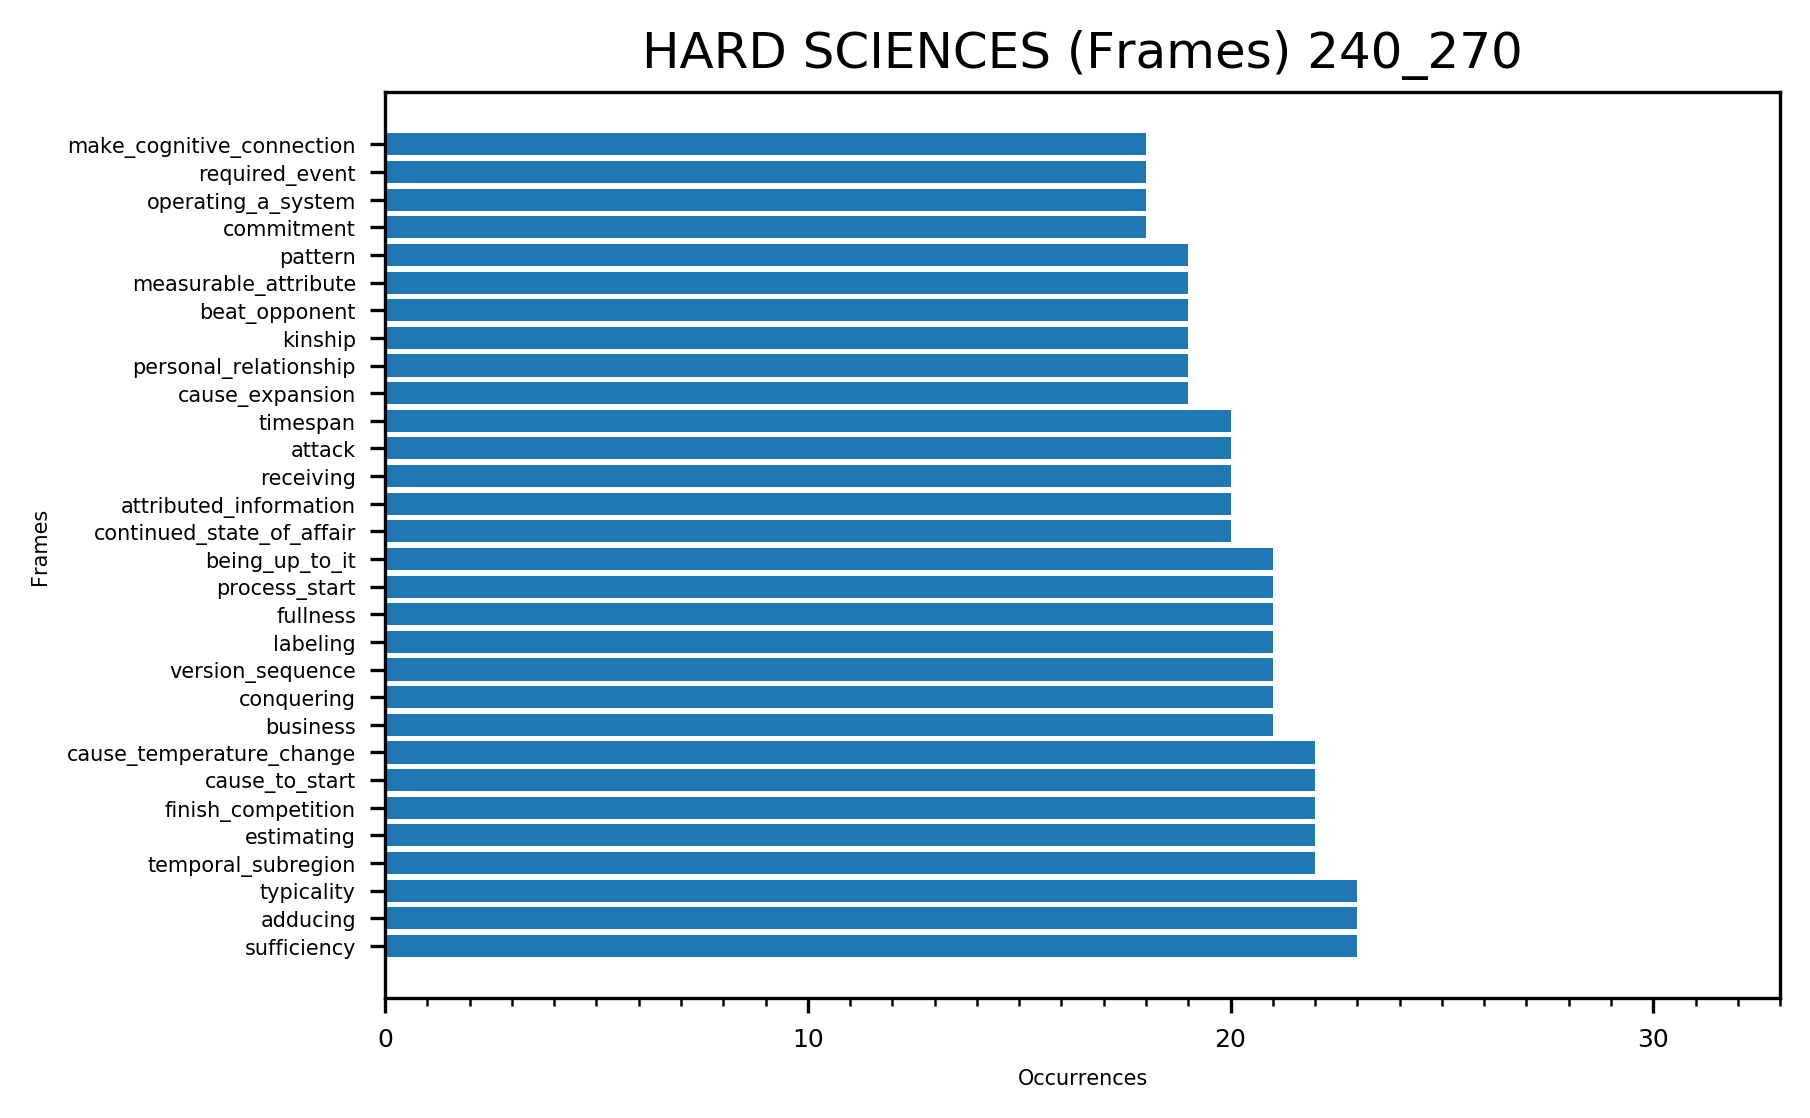 HARD SCIENCES (Frames) 240_270
make_cognitive_connection
required_event
operating_a_system
commitment
pattern
measurable_attribute
beat_opponent
kinship
personal_relationship
cause_expansion
timespan
attack
receiving
attributed_information
continued_state_of_affair
being_up_to_it
process_start
fullness
labeling
version_sequence
conquering
business
cause_temperature_change
cause_to_start
finish_competition
estimating
temporal_subregion
typicality
adducing
sufficiency
Frames
0 10 20 30
Occurrences